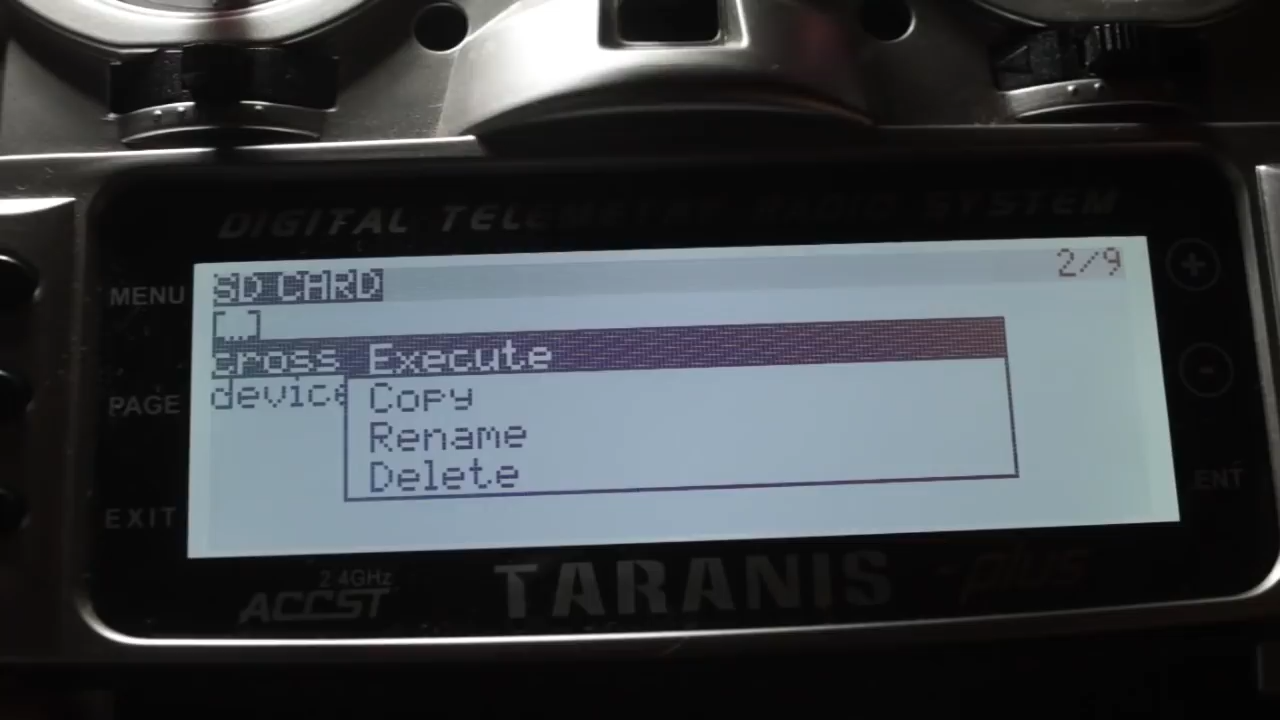 DIGITAL TELEMETRY RADIO SYSTEM
MENU
PAGE
EXIT
SD CARD
2/9
[..]
cross
device
Execute
Copy
Rename
Delete
+
-
ENT
2.4GHz
ACCST
TARANIS
-plus